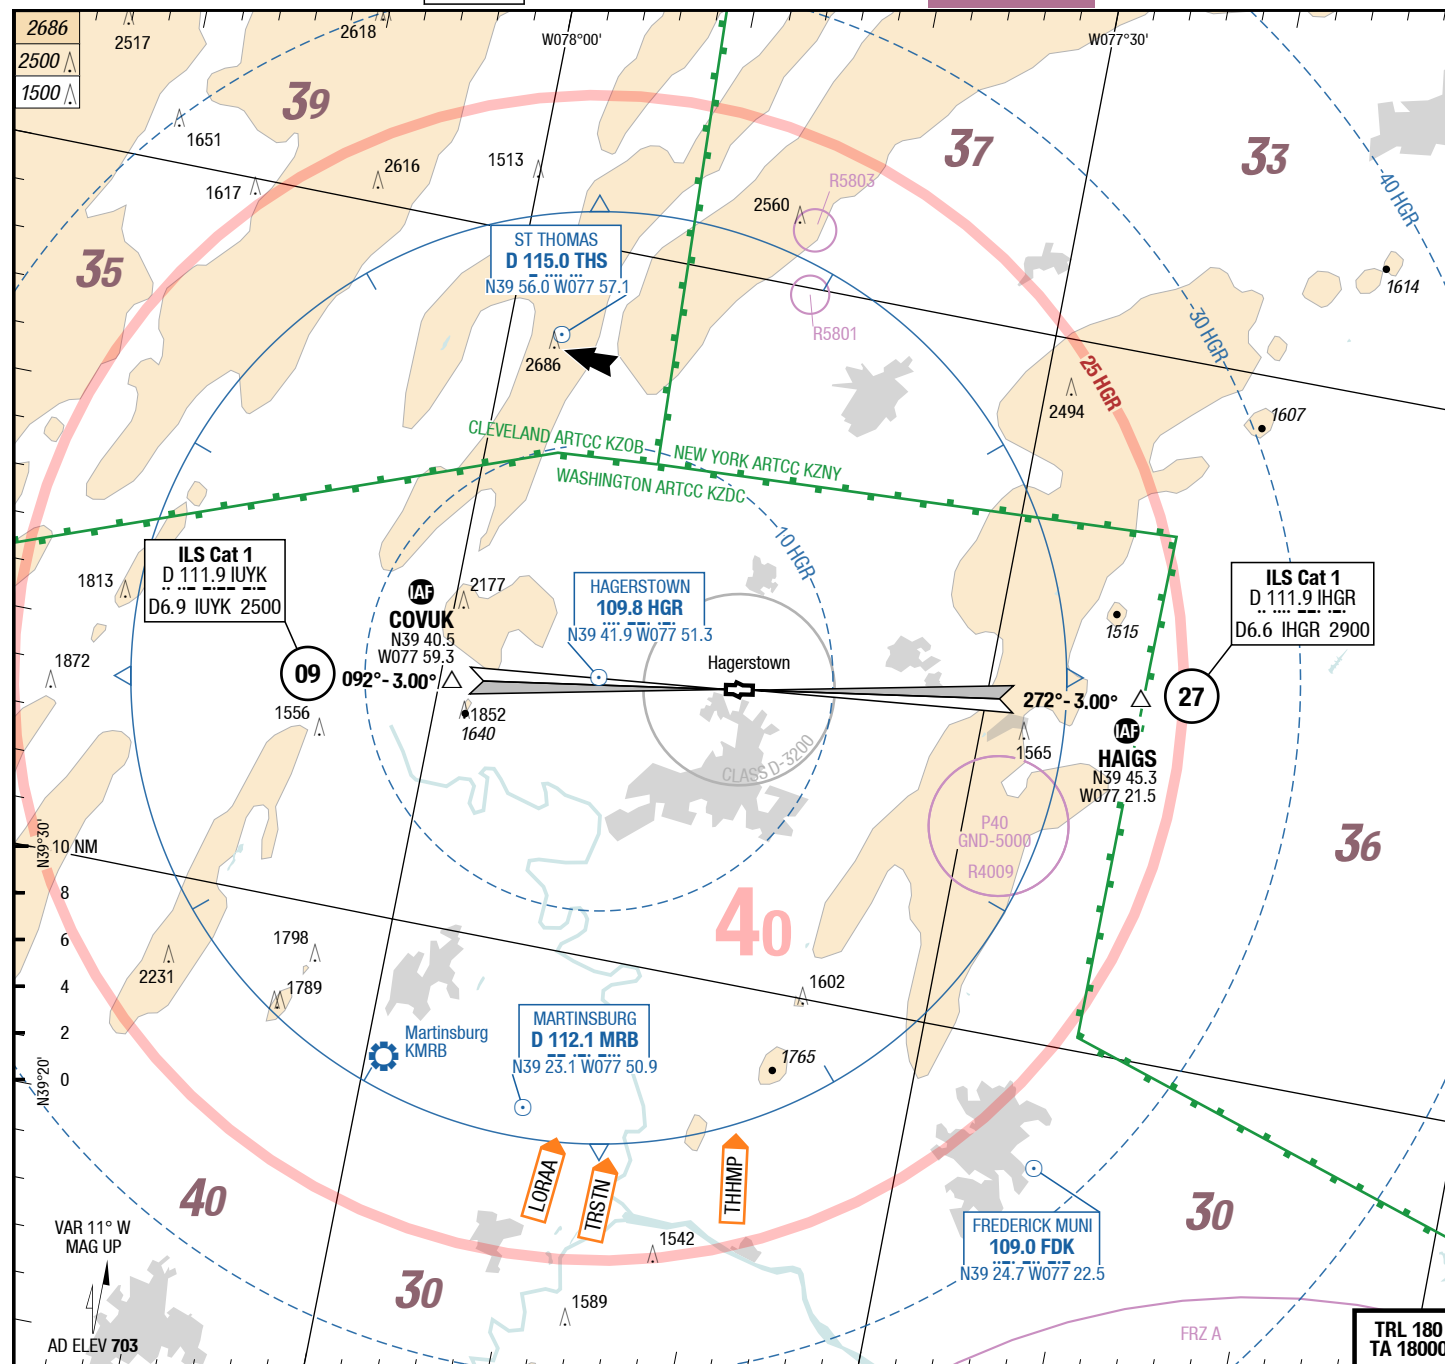 2686
2500
1500
2517
2618
W078°00'
W077°30'
39
37
33
35
1651
1617
2616
1513
R5803
2560
40 HGR
ST THOMAS
D 115.0 THS
N39 56.0 W077 57.1
R5801
30 HGR
1614
2686
25 HGR
2494
1607
CLEVELAND ARTCC KZOB
NEW YORK ARTCC KZNY
WASHINGTON ARTCC KZDC
10 HGR
ILS Cat 1
D 111.9 IUYK
D6.9 IUYK 2500
1813
IAF
COVUK
N39 40.5
W077 59.3
2177
HAGERSTOWN
109.8 HGR
N39 41.9 W077 51.3
ILS Cat 1
D 111.9 IHGR
D6.6 IHGR 2900
1515
1872
09
092°- 3.00°
Hagerstown
272°- 3.00°
27
1556
1852
1640
1565
IAF
HAIGS
N39 45.3
W077 21.5
CLASS D-3200
P40
GND-5000
R4009
36
N39°30'
10 NM
8
6
4
2
0
N39°20'
40
1798
2231
1789
1602
Martinsburg
KMRB
MARTINSBURG
D 112.1 MRB
N39 23.1 W077 50.9
1765
LORAA
TRSTN
THHMP
40
30
FREDERICK MUNI
109.0 FDK
N39 24.7 W077 22.5
30
1542
1589
VAR 11° W
MAG UP
AD ELEV 703
FRZ A
TRL 180
TA 18000